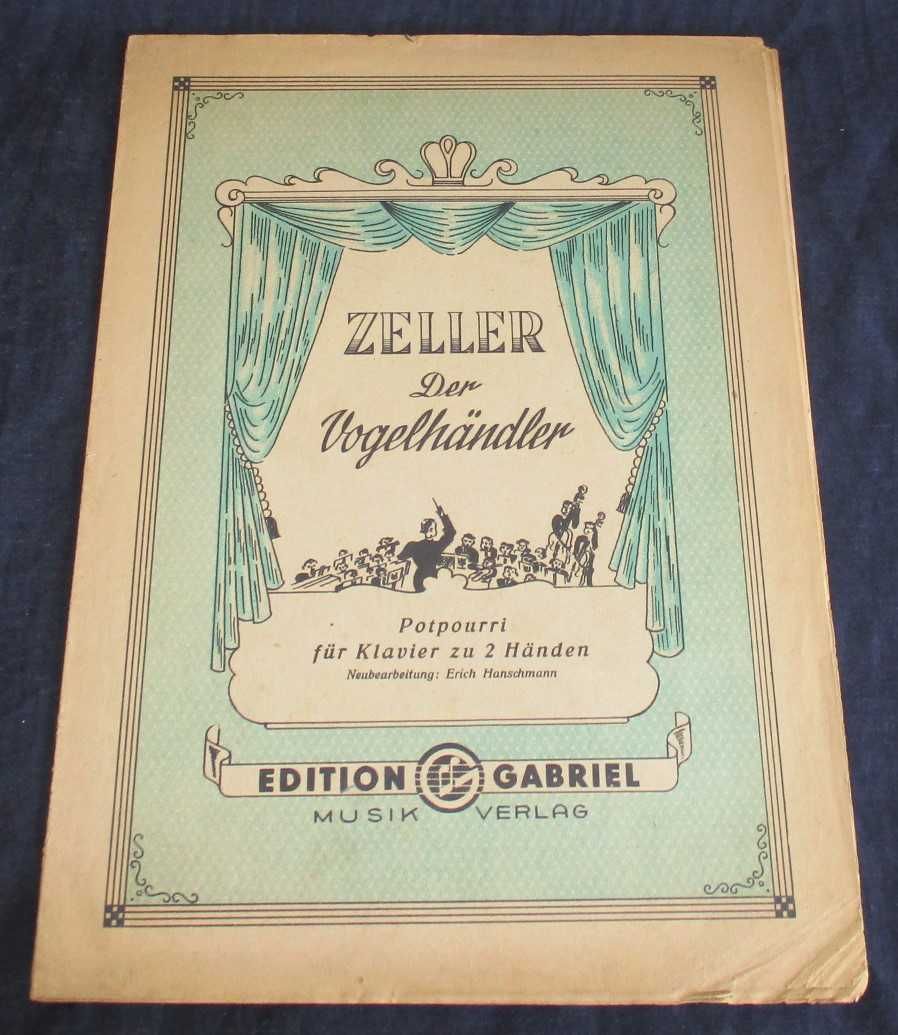 ZELLER
Der
Vogelhändler
Potpourri
für Klavier zu 2 Händen
Neubearbeitung: Erich Hanschmann
EDITION GABRIEL
MUSIK VERLAG